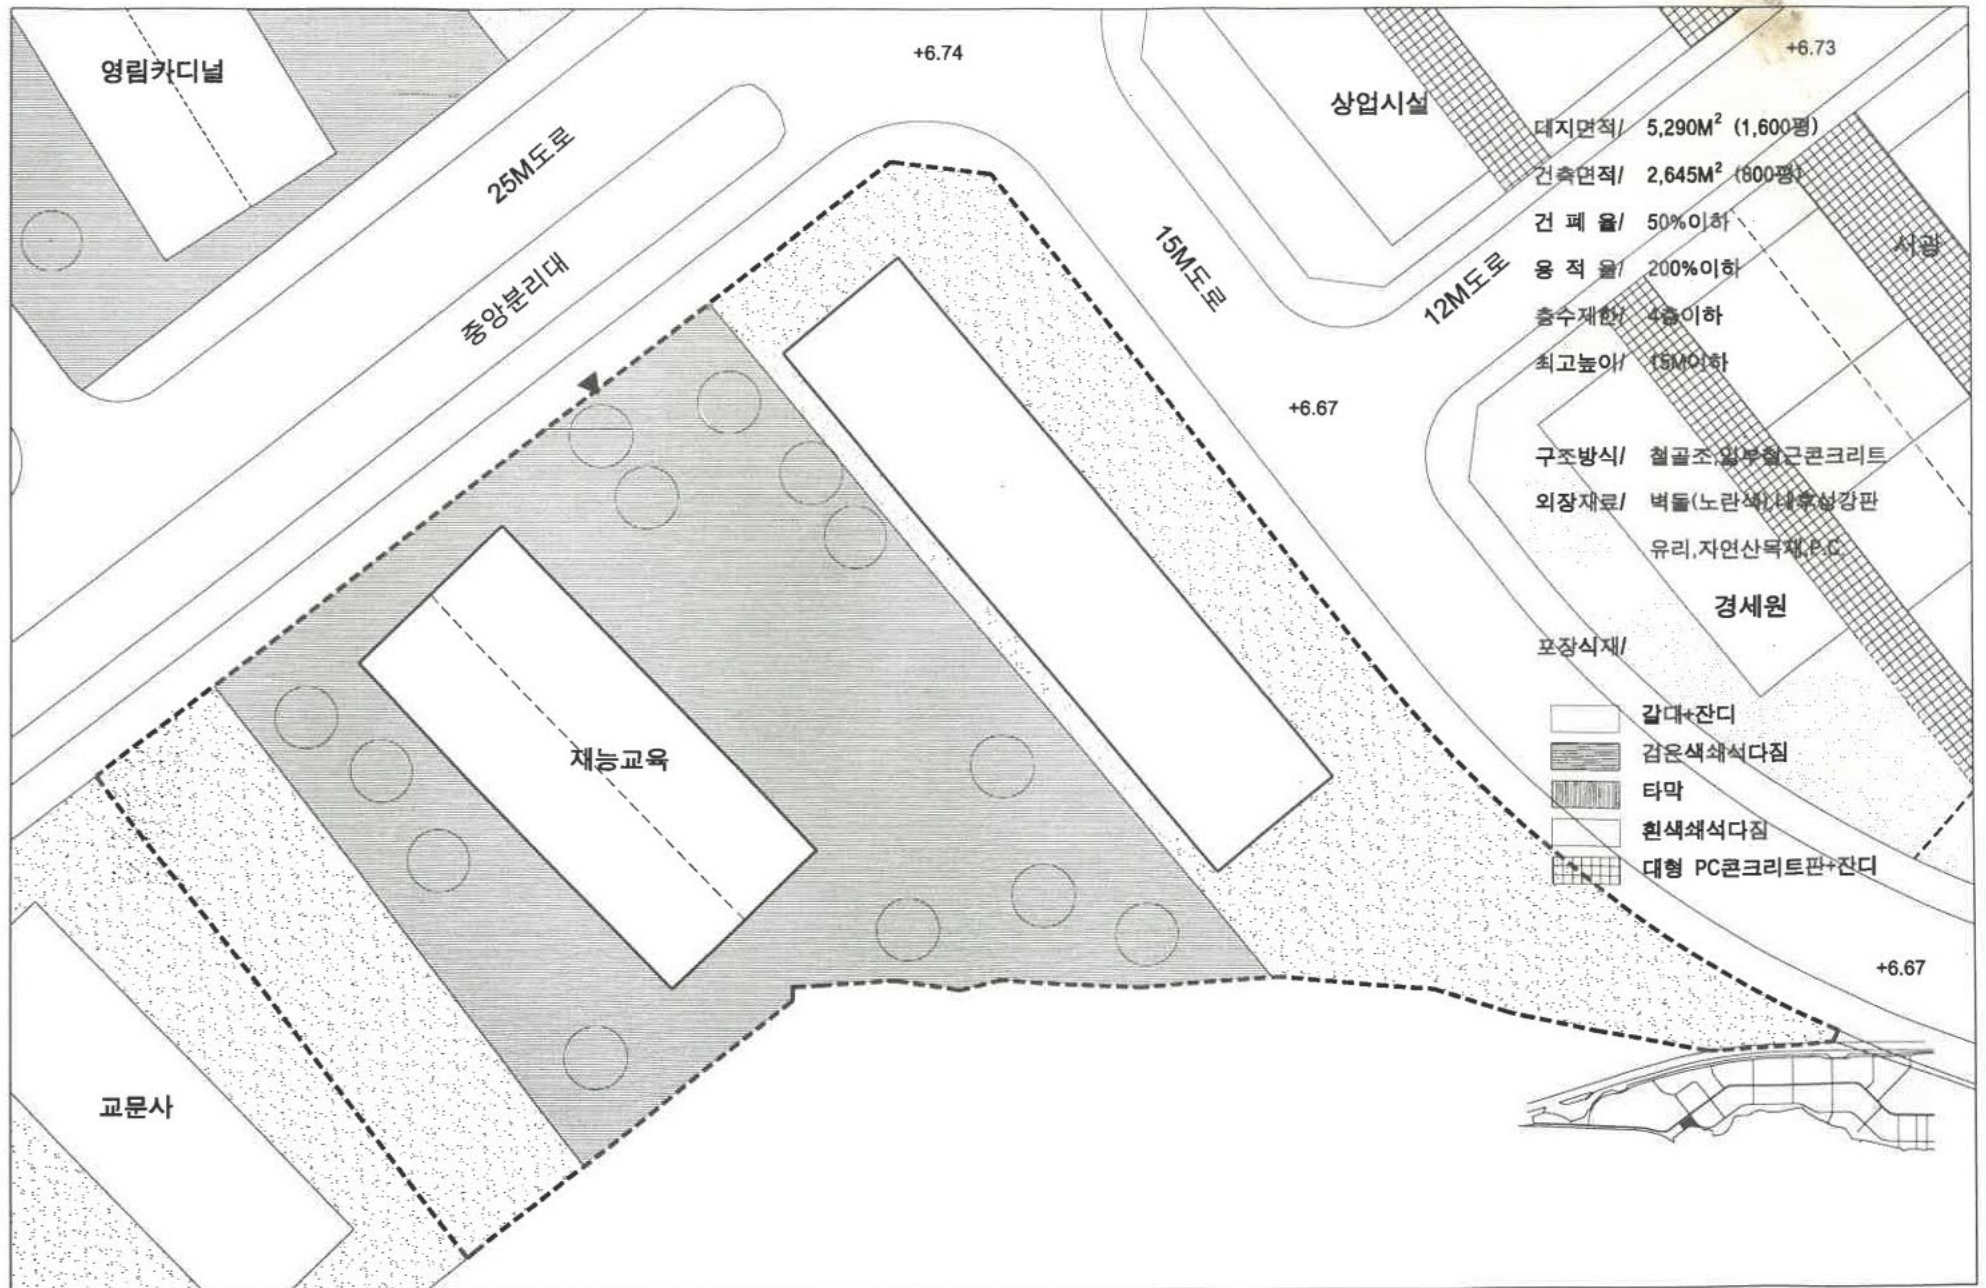 영림카디널
+6.74
상업시설
+6.73
25M도로
중앙분리대
15M도로
12M도로
+6.67
서광
대지면적/ 5,290M² (1,600평)
건축면적/ 2,645M² (800평)
건 폐 율/ 50%이하
용 적 율/ 200%이하
층수제한/ 4층이하
최고높이/ 15M이하
구조방식/ 철골조,일부철근콘크리트
외장재료/ 벽돌(노란색),내후성강판
유리,자연산목재,P.C
경세원
포장식재/
갈대+잔디
검은색쇄석다짐
타막
흰색쇄석다짐
대형 PC콘크리트판+잔디
재능교육
+6.67
교문사